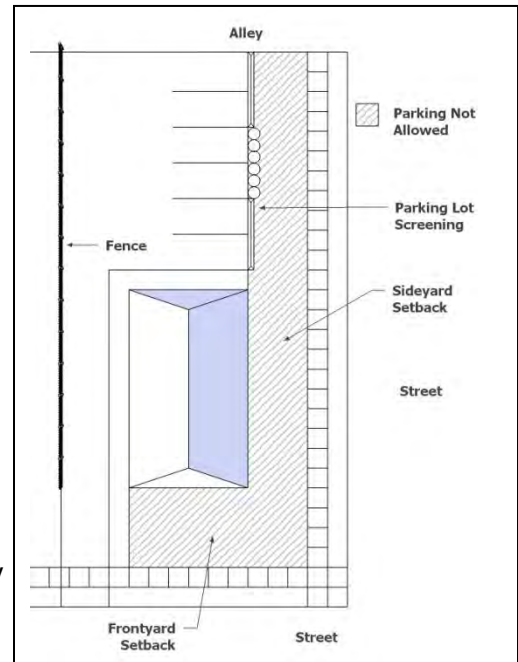 Alley
Parking Not
Allowed
Parking Lot
Screening
Fence
Sideyard
Setback
Street
Frontyard
Setback
Street